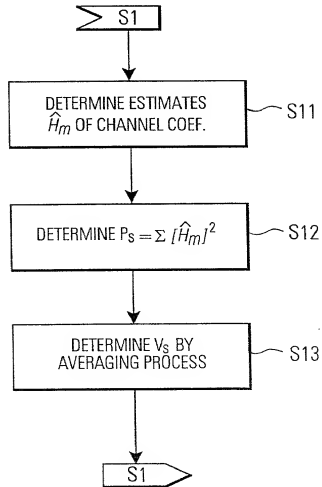 S1
DETERMINE ESTIMATES
Ĥm OF CHANNEL COEF.
S11
DETERMINE PS = Σ [Ĥm]²
S12
DETERMINE VS BY
AVERAGING PROCESS
S13
S1